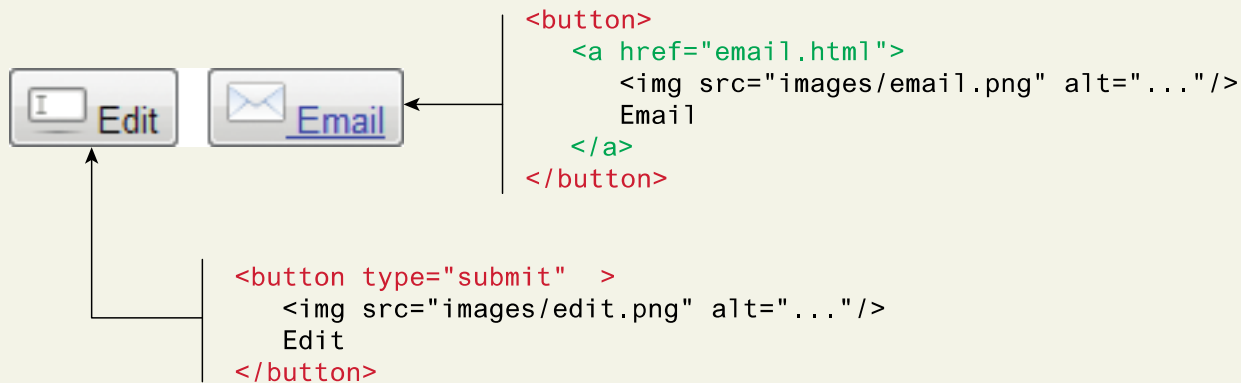 Edit
Email
<button>
<a href="email.html">
<img src="images/email.png" alt="..."/>
Email
</a>
</button>
<button type="submit"  >
<img src="images/edit.png" alt="..."/>
Edit
</button>